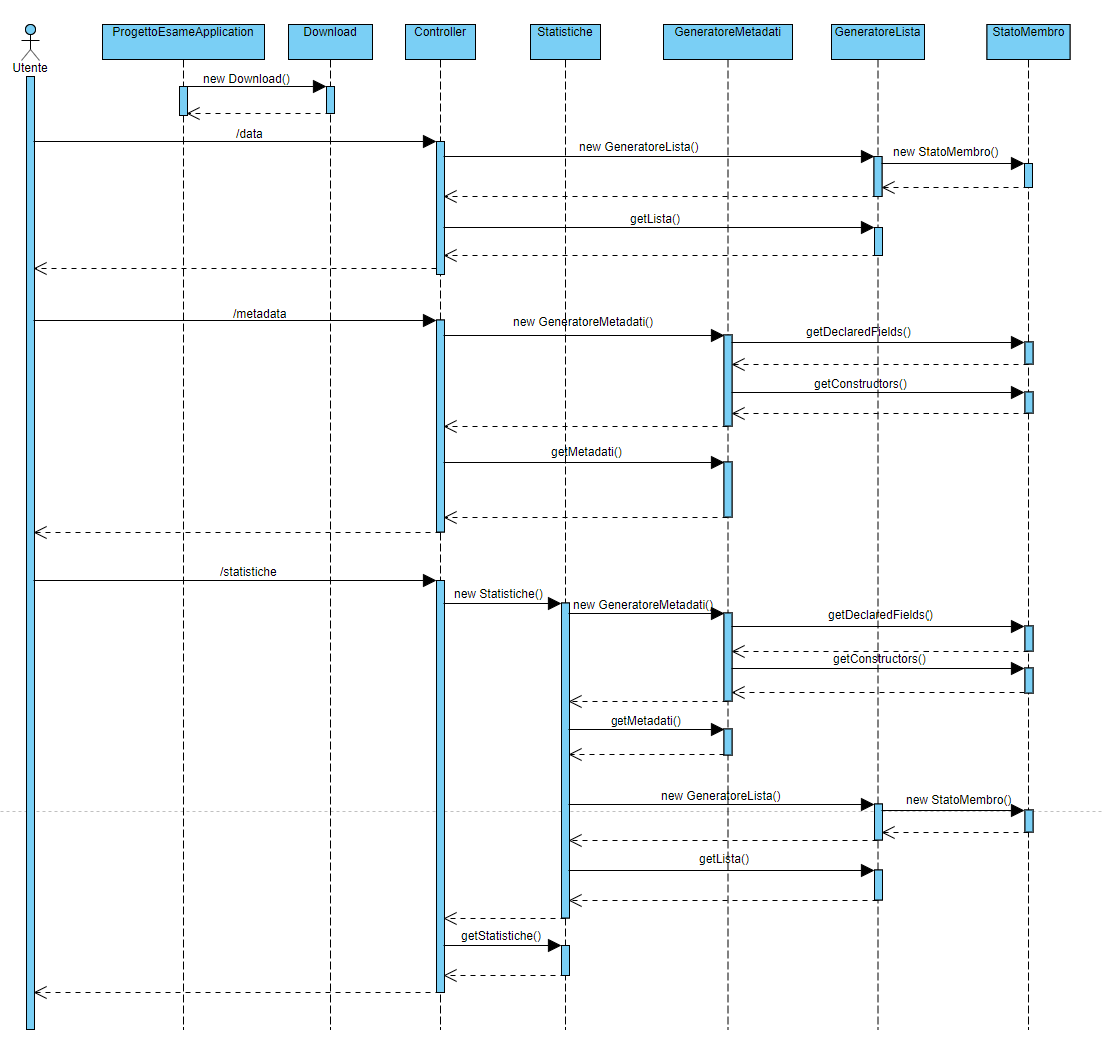 ProgettoEsameApplication
Download
Controller
Statistiche
GeneratoreMetadati
GeneratoreLista
StatoMembro
Utente
new Download()
/data
new GeneratoreLista()
new StatoMembro()
getLista()
/metadata
new GeneratoreMetadati()
getDeclaredFields()
getConstructors()
getMetadati()
/statistiche
new Statistiche()
new GeneratoreMetadati()
getDeclaredFields()
getConstructors()
getMetadati()
new GeneratoreLista()
new StatoMembro()
getLista()
getStatistiche()